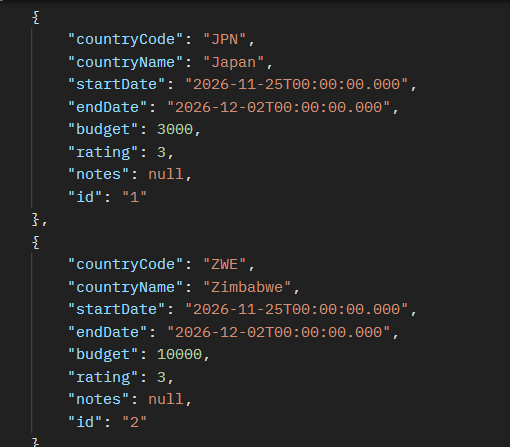 {
"countryCode": "JPN",
"countryName": "Japan",
"startDate": "2026-11-25T00:00:00.000",
"endDate": "2026-12-02T00:00:00.000",
"budget": 3000,
"rating": 3,
"notes": null,
"id": "1"
},
{
"countryCode": "ZWE",
"countryName": "Zimbabwe",
"startDate": "2026-11-25T00:00:00.000",
"endDate": "2026-12-02T00:00:00.000",
"budget": 10000,
"rating": 3,
"notes": null,
"id": "2"
}